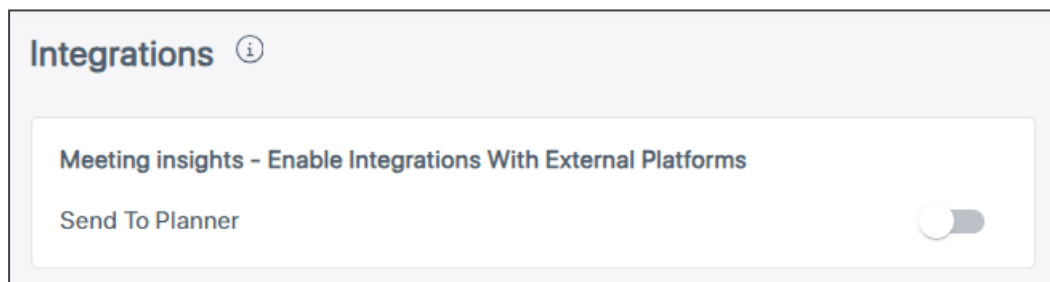 Integrations
Meeting insights - Enable Integrations With External Platforms
Send To Planner